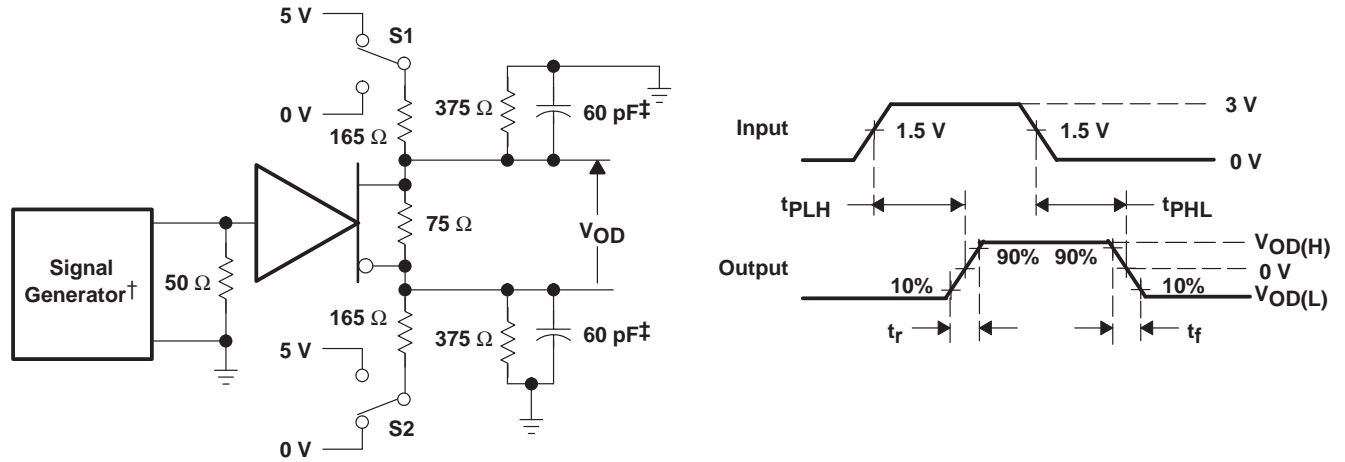 5 V
S1
0 V
165 Ω
375 Ω
60 pF‡
Signal
Generator†
50 Ω
75 Ω
VOD
165 Ω
375 Ω
60 pF‡
5 V
S2
0 V
Input
1.5 V
1.5 V
3 V
0 V
tPLH
tPHL
Output
10%
90%
90%
10%
VOD(H)
0 V
VOD(L)
tr
tf